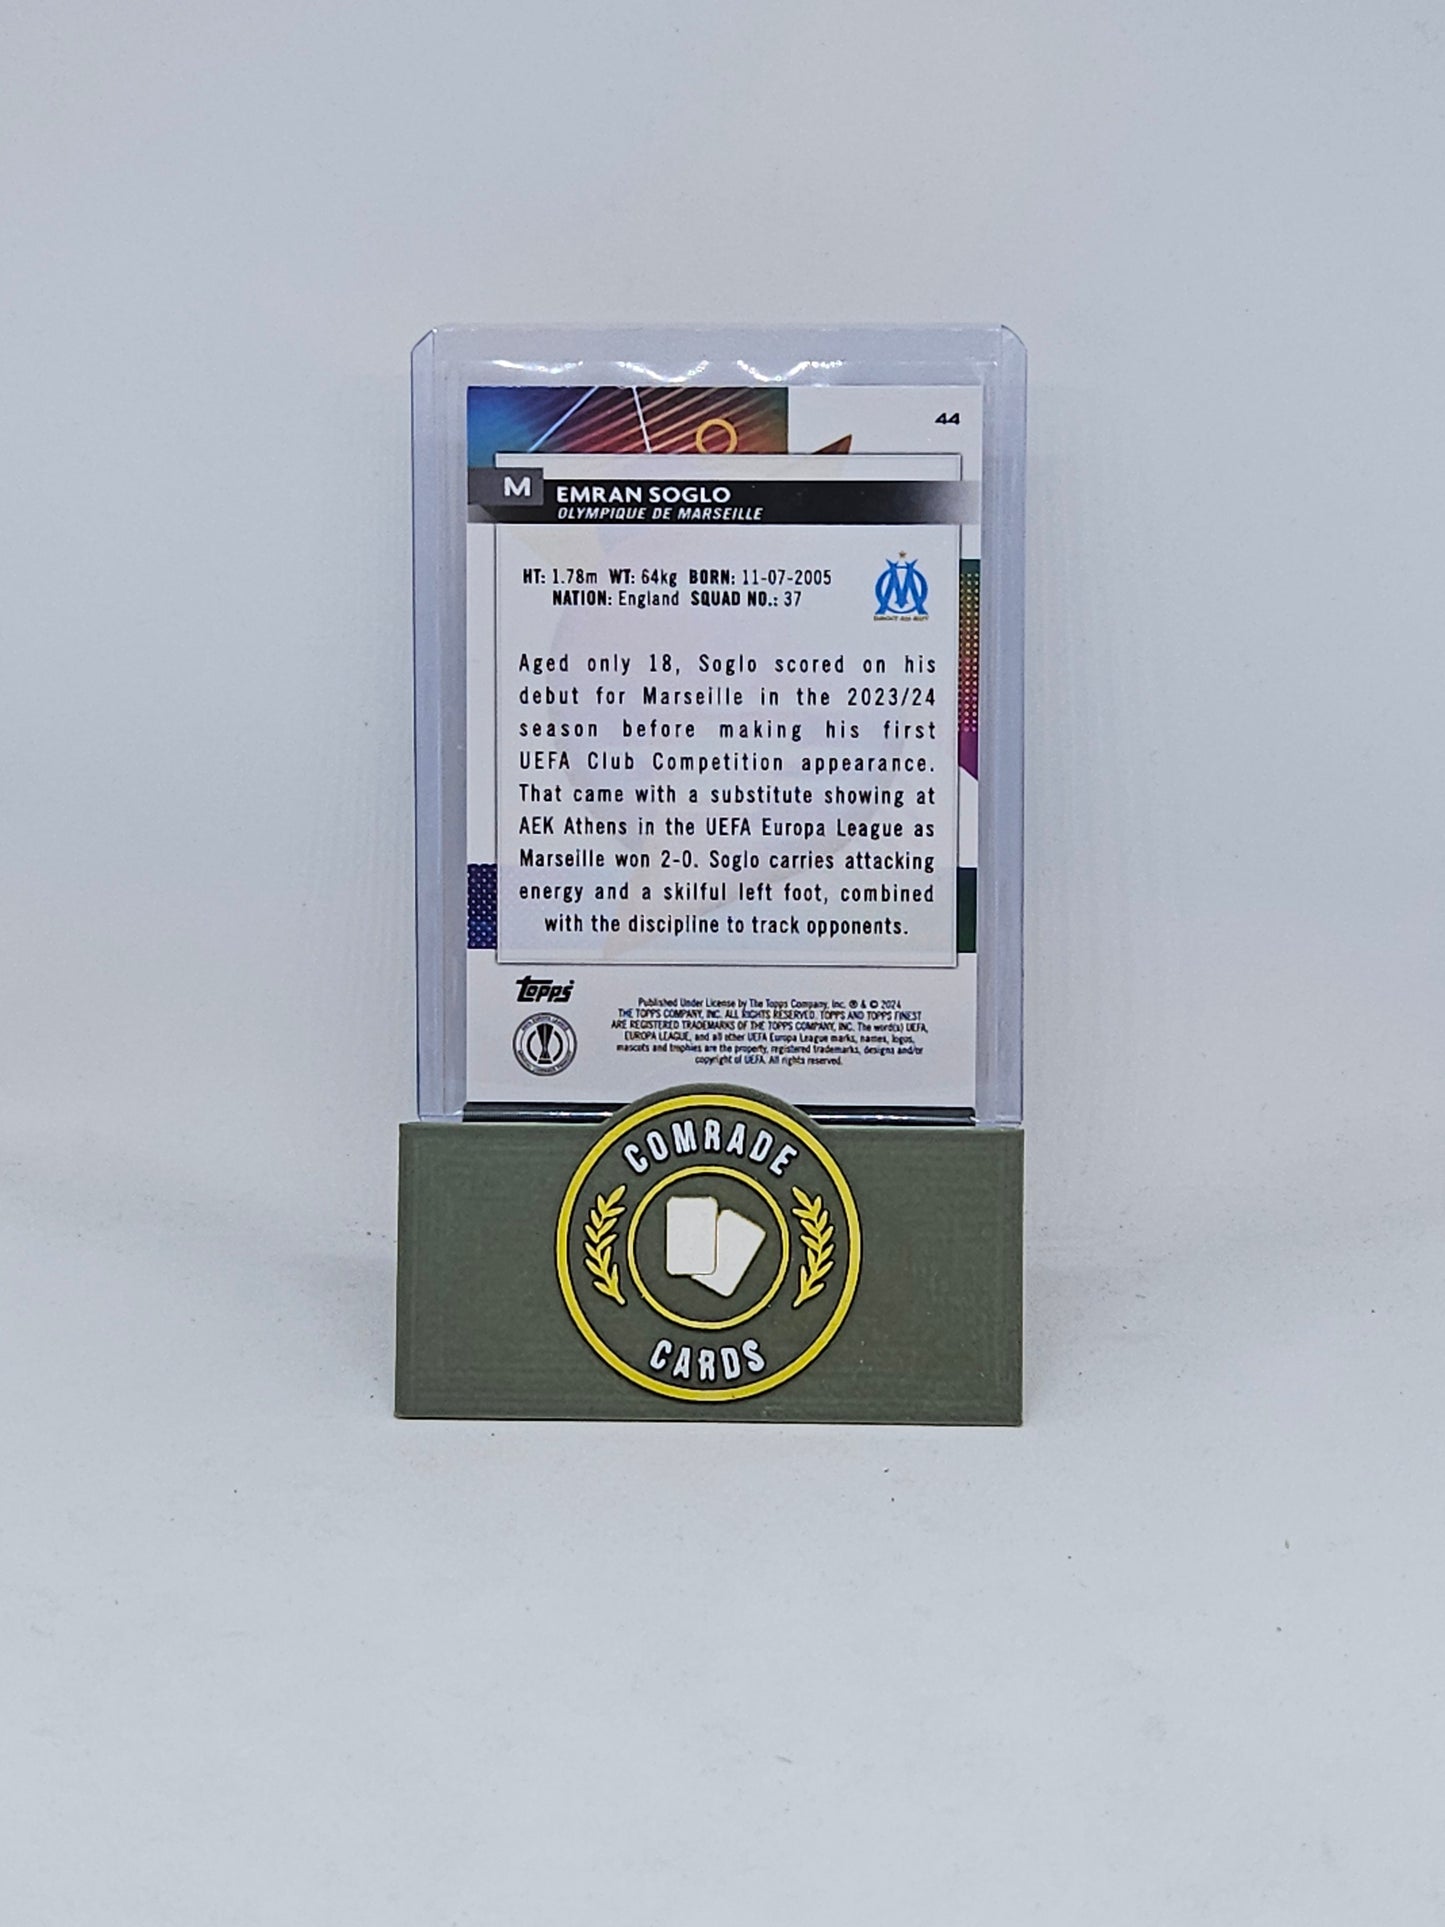 44
M
EMRAN SOGLO
OLYMPIQUE DE MARSEILLE
HT: 1.78m WT: 64kg BORN: 11-07-2005
NATION: England SQUAD NO.: 37
Aged only 18, Soglo scored on his
debut for Marseille in the 2023/24
season before making his first
UEFA Club Competition appearance.
That came with a substitute showing at
AEK Athens in the UEFA Europa League as
Marseille won 2-0. Soglo carries attacking
energy and a skilful left foot, combined
with the discipline to track opponents.
Topps
Published Under License by The Topps Company, Inc. ® & © 2024
THE TOPPS COMPANY, INC. ALL RIGHTS RESERVED. TOPPS AND TOPPS FINEST
ARE REGISTERED TRADEMARKS OF THE TOPPS COMPANY, INC. The word(s) UEFA,
EUROPA LEAGUE, and all other UEFA Europa League marks, names, logos,
mascots and trophies are the property, registered trademarks, designs and/or
copyright of UEFA. All rights reserved.
COMRADE
CARDS